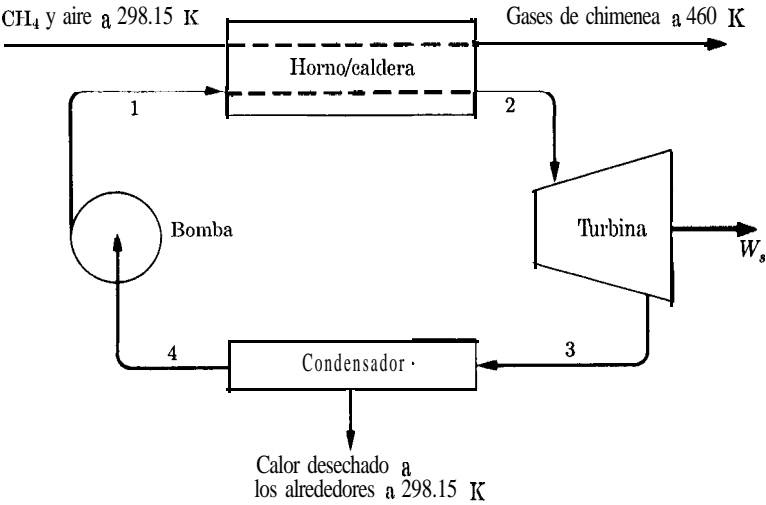 CH₄ y aire a 298.15 K
Gases de chimenea a 460 K
Horno/caldera
1
2
Bomba
Turbina
Wₛ
4
3
Condensador
Calor desechado a
los alrededores a 298.15 K